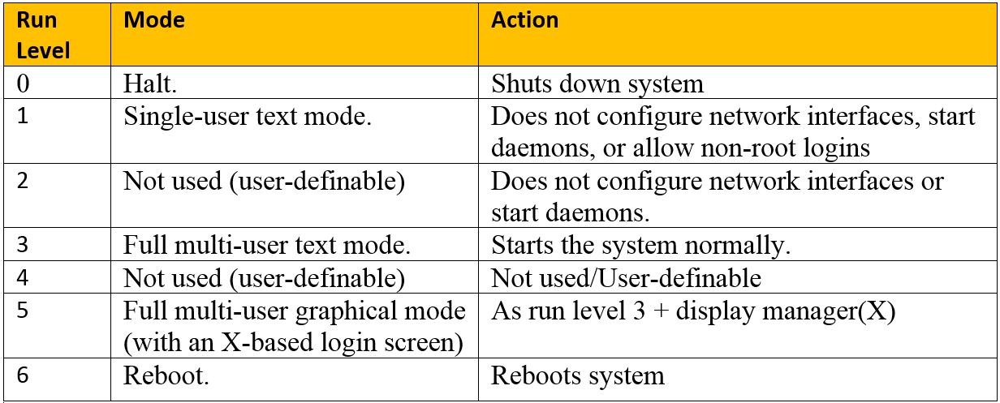 Run Level Mode Action
0 Halt. Shuts down system
1 Single-user text mode. Does not configure network interfaces, start
daemons, or allow non-root logins
2 Not used (user-definable) Does not configure network interfaces or
start daemons.
3 Full multi-user text mode. Starts the system normally.
4 Not used (user-definable) Not used/User-definable
5 Full multi-user graphical mode As run level 3 + display manager(X)
(with an X-based login screen)
6 Reboot. Reboots system